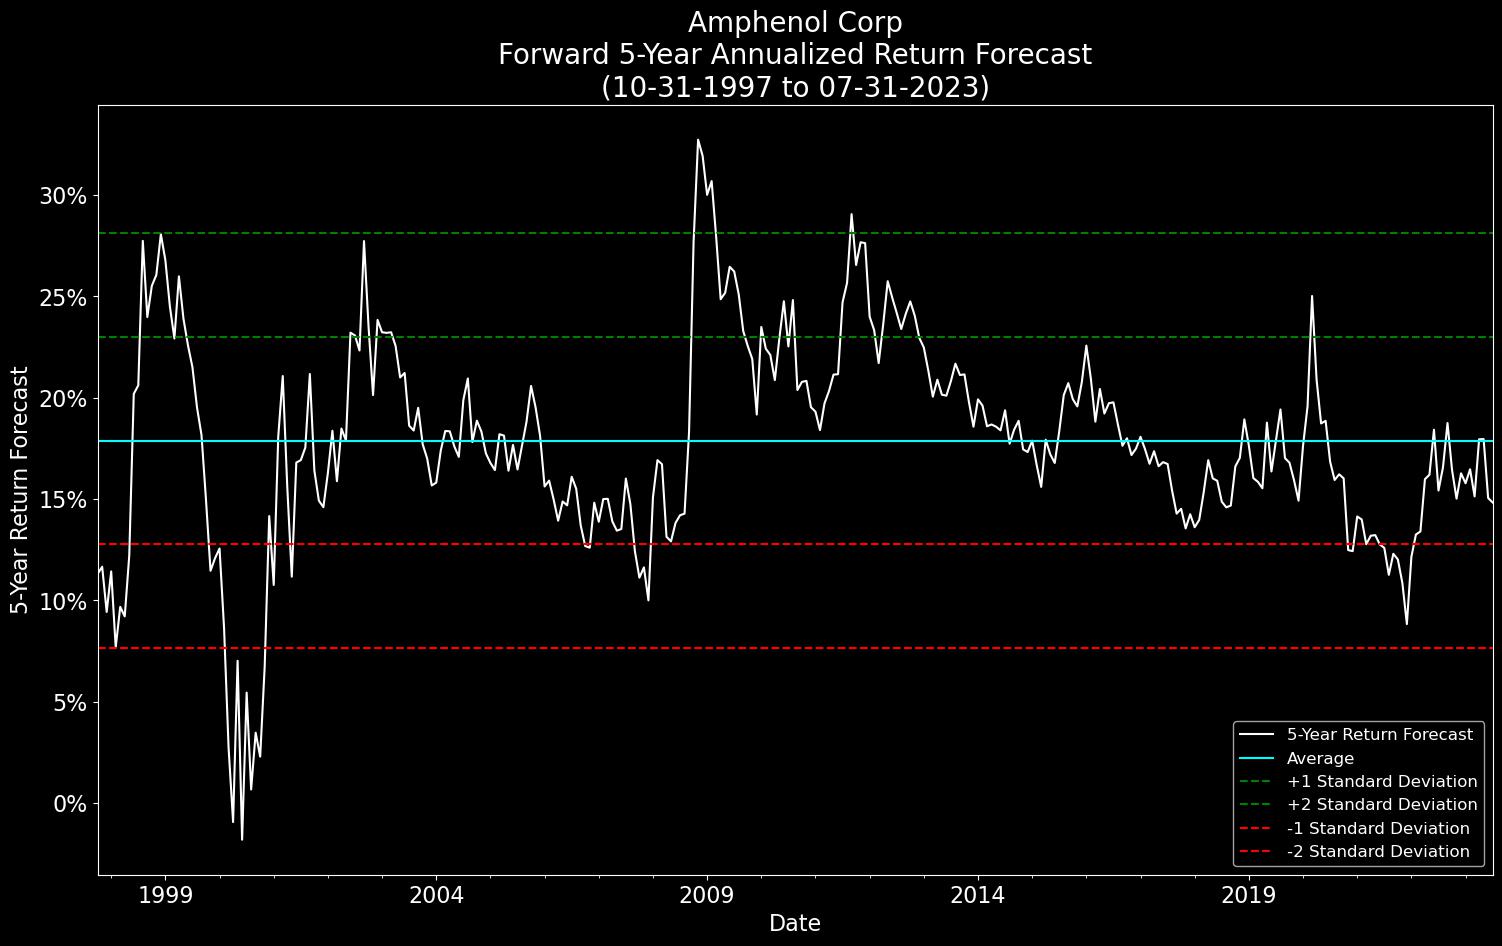 Amphenol Corp
Forward 5-Year Annualized Return Forecast
(10-31-1997 to 07-31-2023)
5-Year Return Forecast
30%
25%
20%
15%
10%
5%
0%
5-Year Return Forecast
Average
+1 Standard Deviation
+2 Standard Deviation
-1 Standard Deviation
-2 Standard Deviation
1999
2004
2009
2014
2019
Date